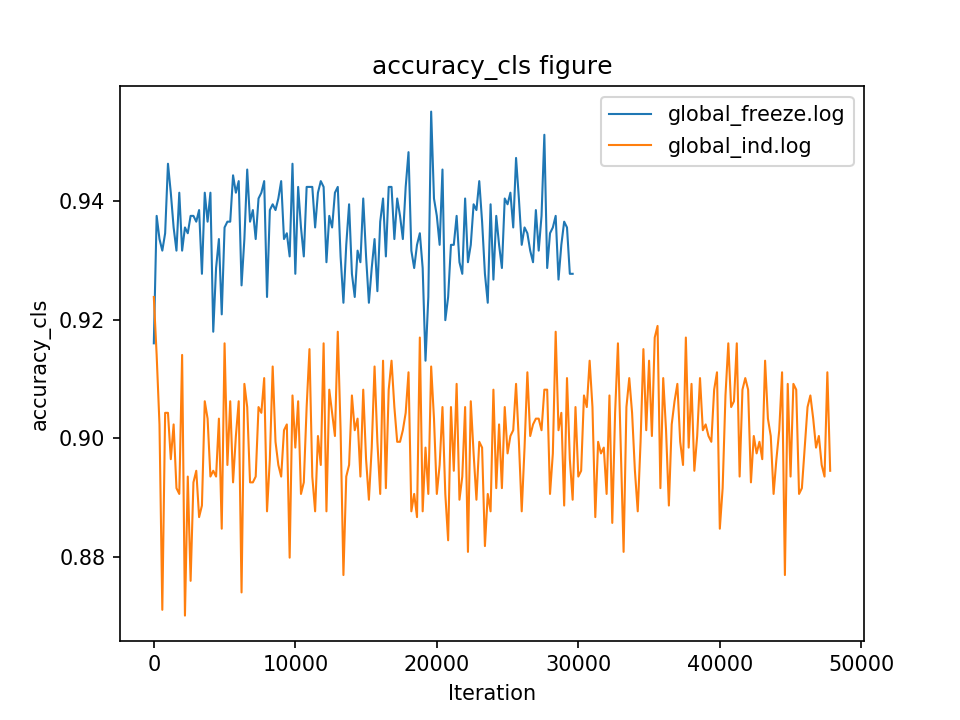 accuracy_cls figure
global_freeze.log
global_ind.log
accuracy_cls
0.94
0.92
0.90
0.88
0
10000
20000
30000
40000
50000
Iteration